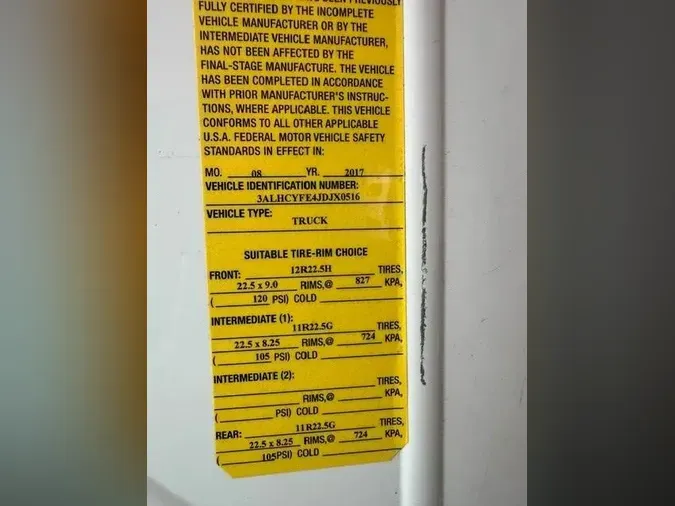 FULLY CERTIFIED BY THE INCOMPLETE
VEHICLE MANUFACTURER OR BY THE
INTERMEDIATE VEHICLE MANUFACTURER,
HAS NOT BEEN AFFECTED BY THE
FINAL-STAGE MANUFACTURE. THE VEHICLE
HAS BEEN COMPLETED IN ACCORDANCE
WITH PRIOR MANUFACTURER'S INSTRUC-
TIONS, WHERE APPLICABLE. THIS VEHICLE
CONFORMS TO ALL OTHER APPLICABLE
U.S.A. FEDERAL MOTOR VEHICLE SAFETY
STANDARDS IN EFFECT IN:
MO. 08 YR. 2017
VEHICLE IDENTIFICATION NUMBER:
3ALHCYFE4JDJX0516
VEHICLE TYPE:
TRUCK
SUITABLE TIRE-RIM CHOICE
FRONT: 12R22.5H TIRES,
22.5 x 9.0 RIMS,@ 827 KPA,
( 120 PSI) COLD
INTERMEDIATE (1):
11R22.5G TIRES,
22.5 x 8.25 RIMS,@ 724 KPA,
( 105 PSI) COLD
INTERMEDIATE (2):
TIRES,
RIMS,@ KPA,
( PSI) COLD
REAR: 11R22.5G TIRES,
22.5 x 8.25 RIMS,@ 724 KPA,
( 105PSI) COLD